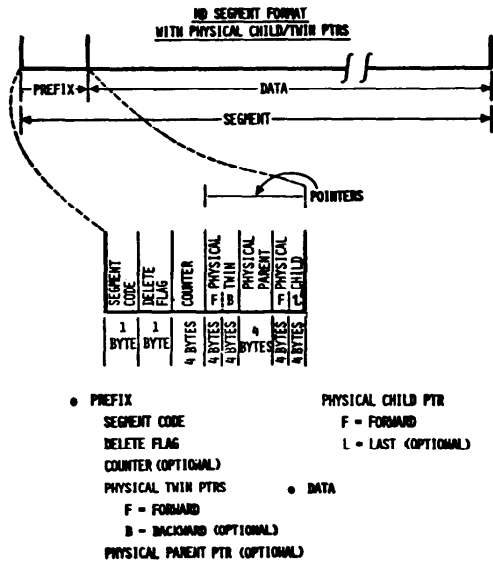 HD SEGMENT FORMAT
WITH PHYSICAL CHILD/TWIN PTRS
PREFIX
DATA
SEGMENT
POINTERS
SEGMENT CODE
DELETE FLAG
COUNTER
PHYSICAL TWIN
F B
PHYSICAL PARENT
PHYSICAL CHILD
F L
1 BYTE
1 BYTE
4 BYTES
4 BYTES
4 BYTES
4 BYTES
4 BYTES
4 BYTES
• PREFIX
SEGMENT CODE
DELETE FLAG
COUNTER (OPTIONAL)
PHYSICAL TWIN PTRS
F = FORWARD
B = BACKWARD (OPTIONAL)
PHYSICAL PARENT PTR (OPTIONAL)
PHYSICAL CHILD PTR
F = FORWARD
L = LAST (OPTIONAL)
• DATA